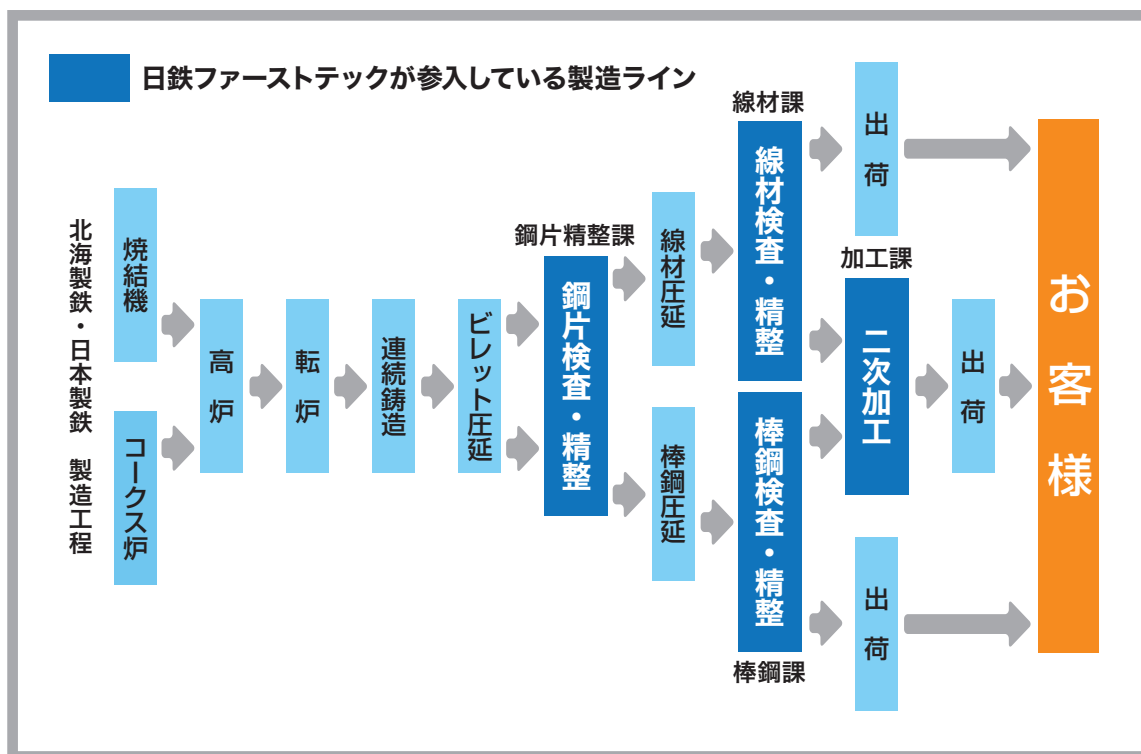 日鉄ファーストテックが参入している製造ライン
北海製鉄・日本製鉄 製造工程
焼結機
コークス炉
高炉
転炉
連続鋳造
ビレット圧延
鋼片精整課
鋼片検査・精整
線材圧延
棒鋼圧延
線材課
線材検査・精整
棒鋼検査・精整
棒鋼課
出荷
加工課
二次加工
出荷
出荷
お客様